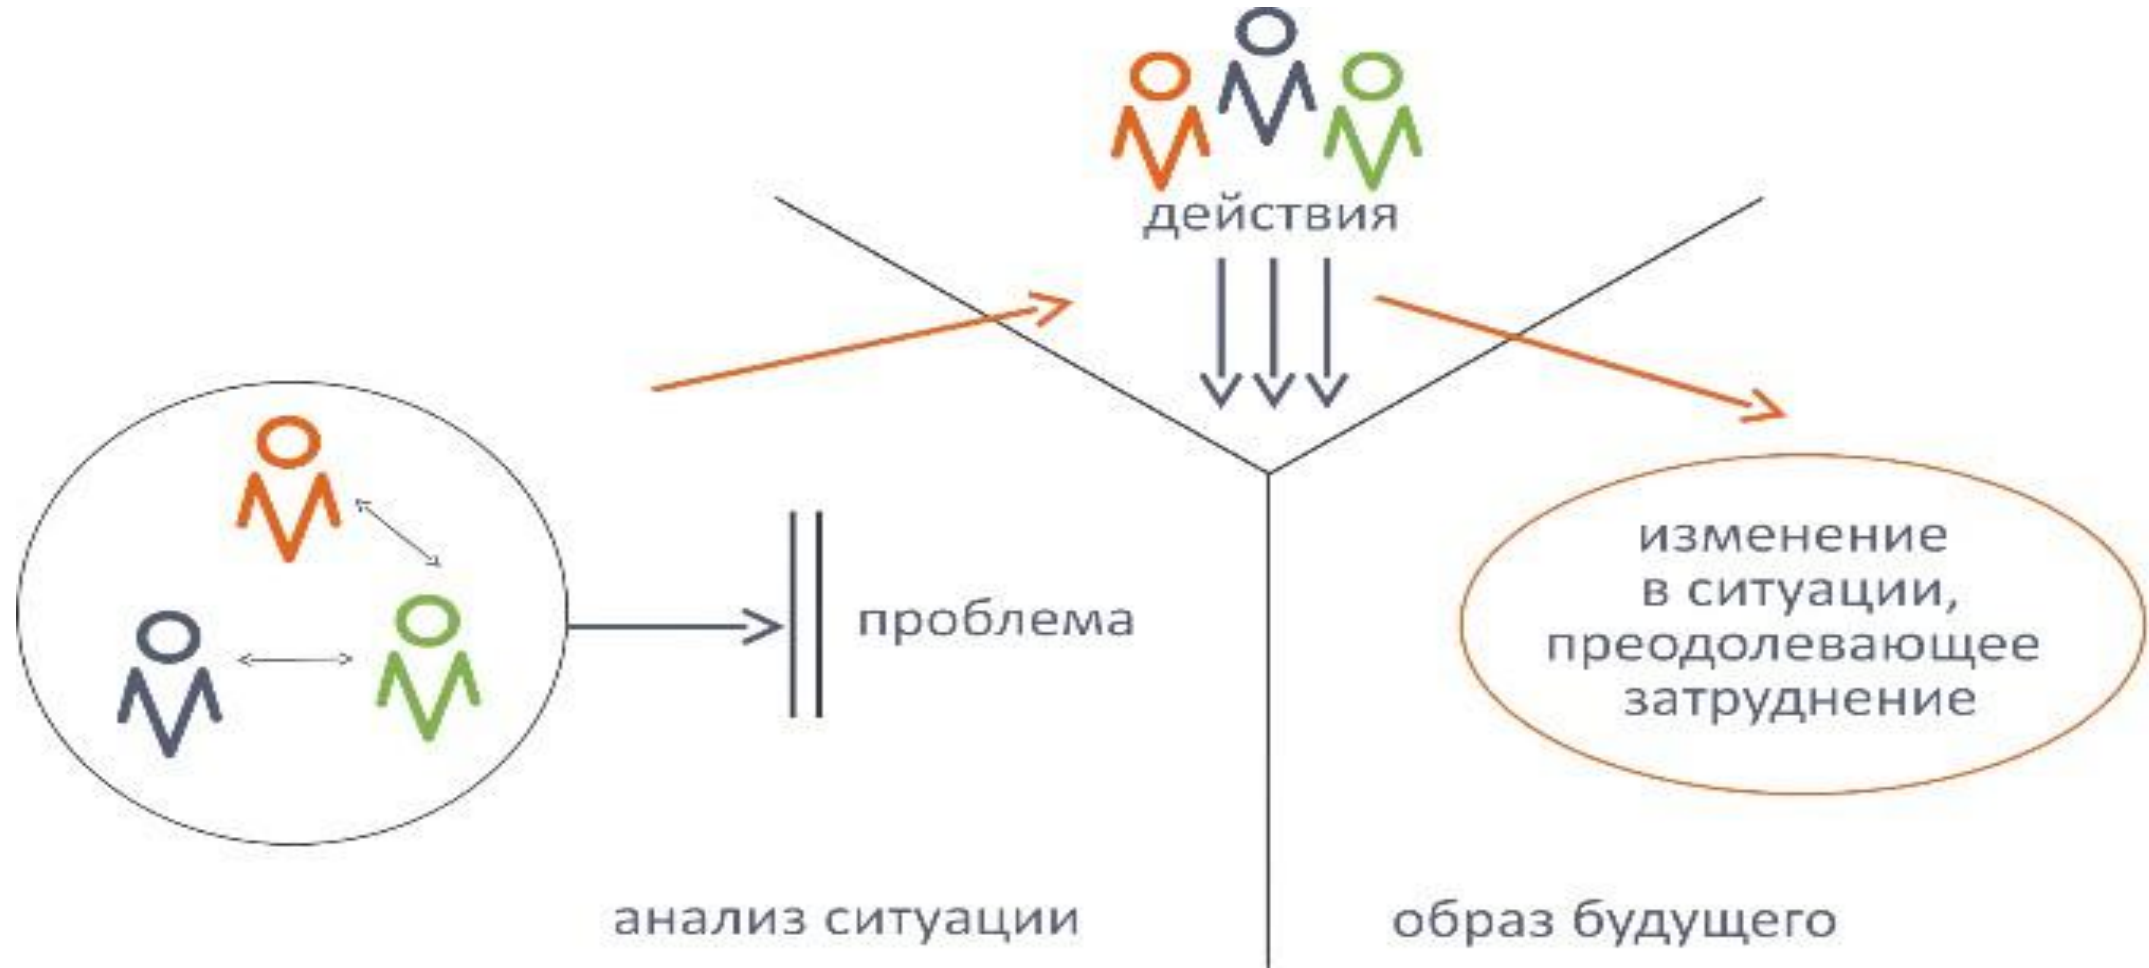 действия
проблема
изменение
в ситуации,
преодолевающее
затруднение
анализ ситуации
образ будущего